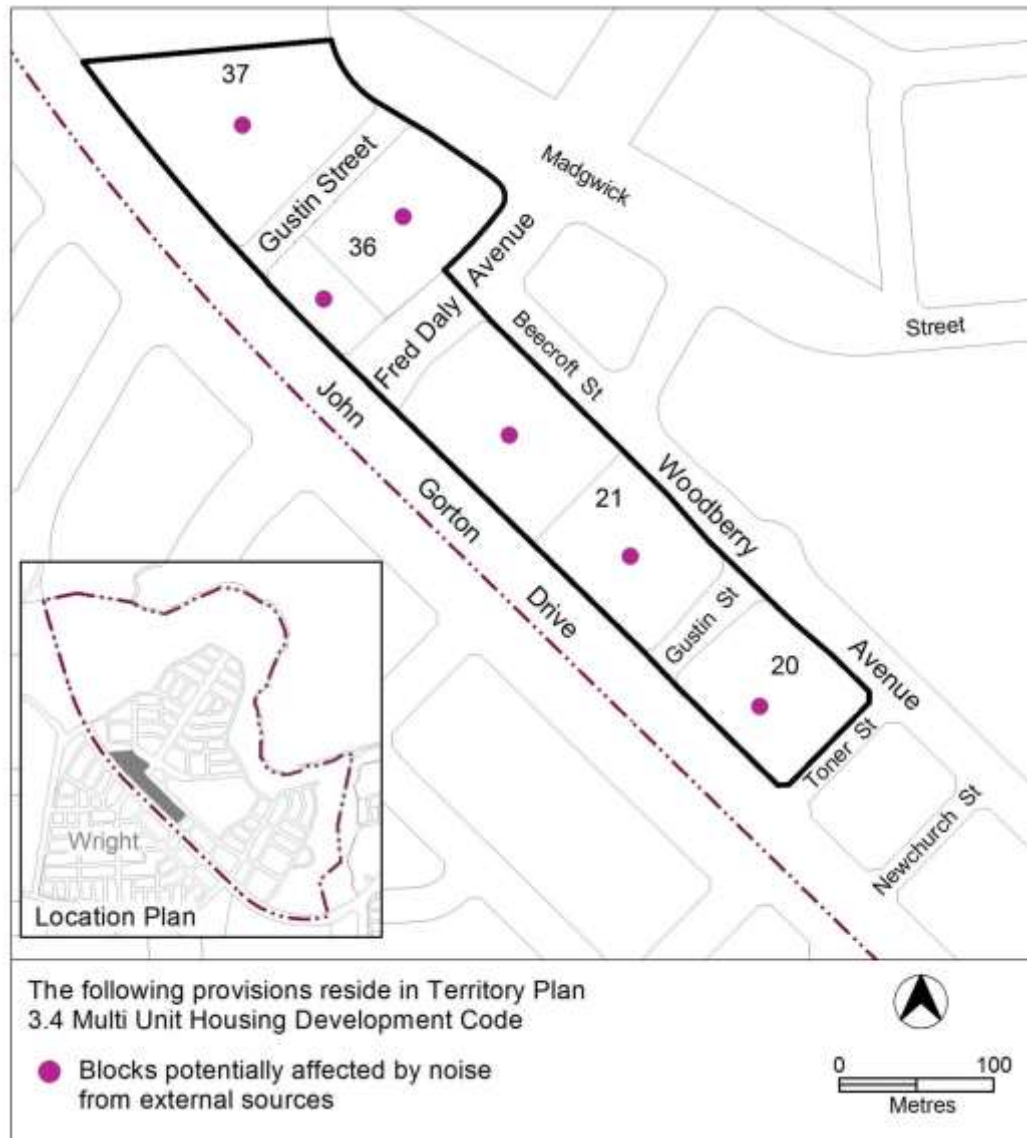 37
Gustin Street
36
Madgwick
Fred Daly Avenue
Beecroft St
Street
John Gorton Drive
21
Woodberry Avenue
Gustin St
20
Toner St
Newchurch St
Wright
Location Plan
The following provisions reside in Territory Plan
3.4 Multi Unit Housing Development Code
Blocks potentially affected by noise
from external sources
0 100
Metres